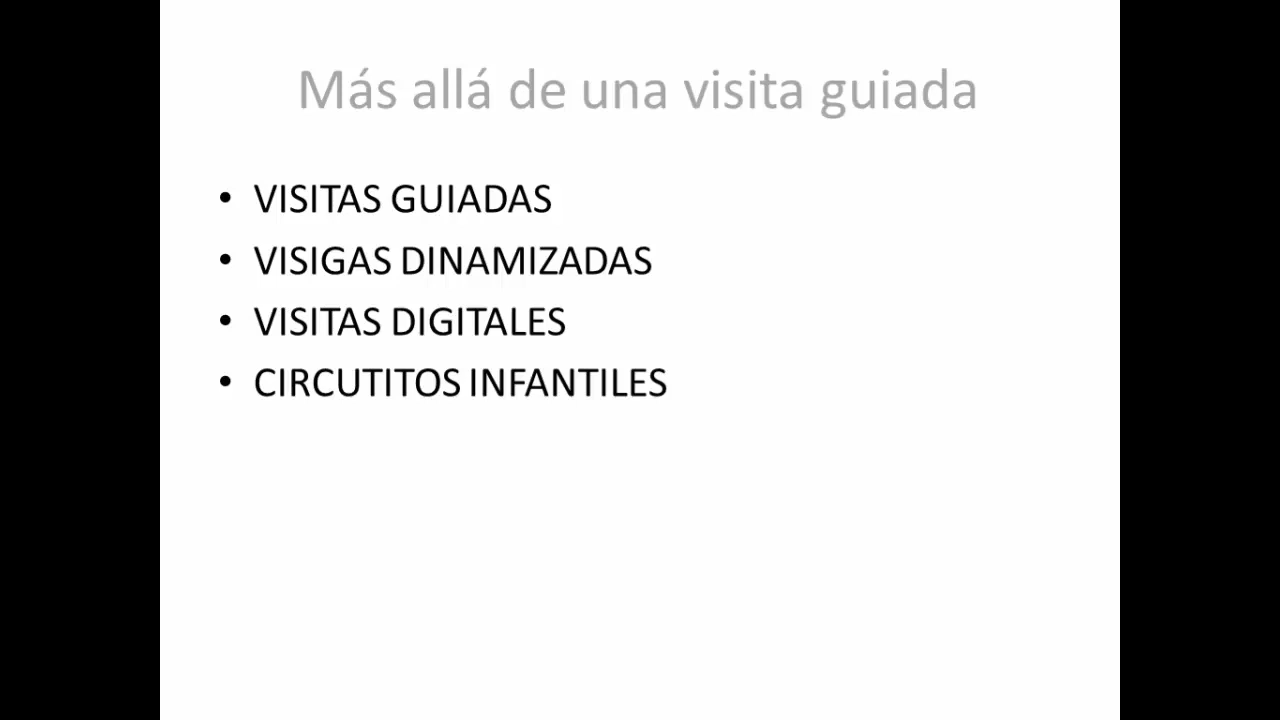 Más allá de una visita guiada
• VISITAS GUIADAS
• VISIGAS DINAMIZADAS
• VISITAS DIGITALES
• CIRCUTITOS INFANTILES